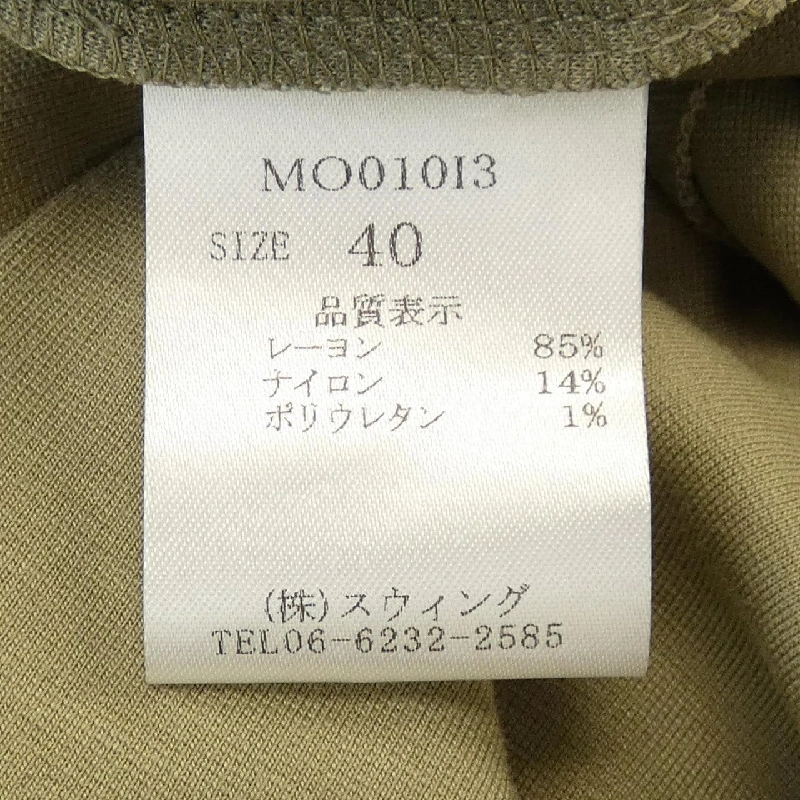 MO010I3
SIZE 40
品質表示
レーヨン 85%
ナイロン 14%
ポリウレタン 1%
(株)スウィング
TEL06-6232-2585